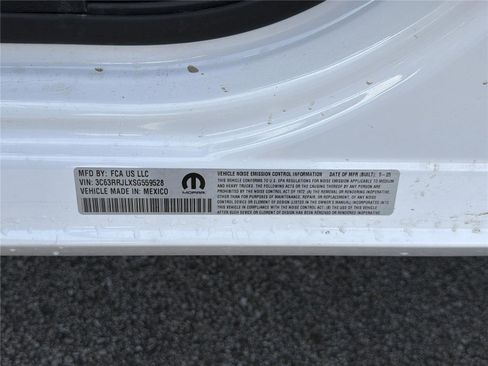 MFD BY: FCA US LLC
VIN: 3C63RRJLXSG559528
VEHICLE MADE IN: MEXICO
MOPAR
VEHICLE NOISE EMISSION CONTROL INFORMATION DATE OF MFR (BUILT):
THIS VEHICLE CONFORMS TO U.S. EPA REGULATIONS FOR NOISE EMISSION APPLICABLE TO
MEDIUM AND HEAVY TRUCKS. THE FOLLOWING ACTS OR THE CAUSING THEREOF BY ANY PERSON
ARE PROHIBITED BY THE NOISE CONTROL ACT OF 1972 (A) THE REMOVAL OR RENDERING INOPERATIVE,
OTHER THAN FOR PURPOSES OF MAINTENANCE, REPAIR, OR REPLACEMENT, OF ANY NOISE
CONTROL DEVICE OR ELEMENT OF DESIGN (LISTED IN THE OWNER'S MANUAL)
INCORPORATED INTO THIS VEHICLE IN COMPLIANCE WITH THE NOISE CONTROL ACT; (B) THE USE OF THIS VEHICLE
AFTER SUCH DEVICE OR ELEMENT OF DESIGN HAS BEEN REMOVED OR RENDERED INOPERATIVE.